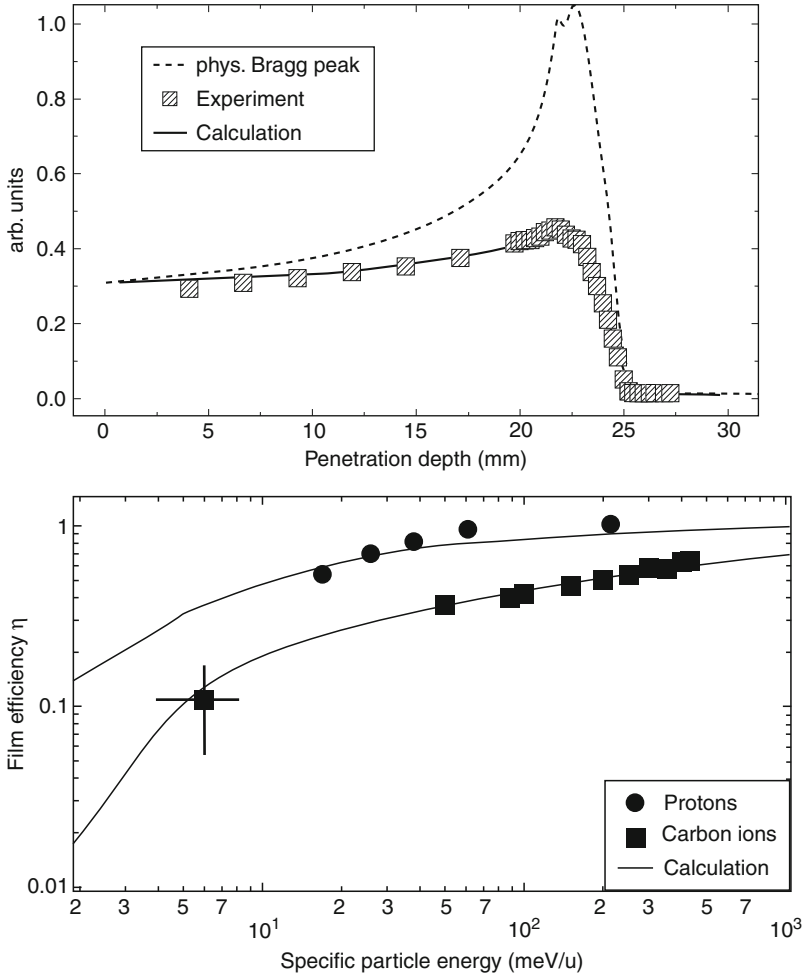 1.0
0.8
0.6
0.4
0.2
0.0
arb. units
phys. Bragg peak
Experiment
Calculation
0 5 10 15 20 25 30
Penetration depth (mm)
1
0.1
0.01
Film efficiency η
Protons
Carbon ions
Calculation
2 3 5 7 10¹ 2 3 5 7 10² 2 3 5 7 10³
Specific particle energy (meV/u)